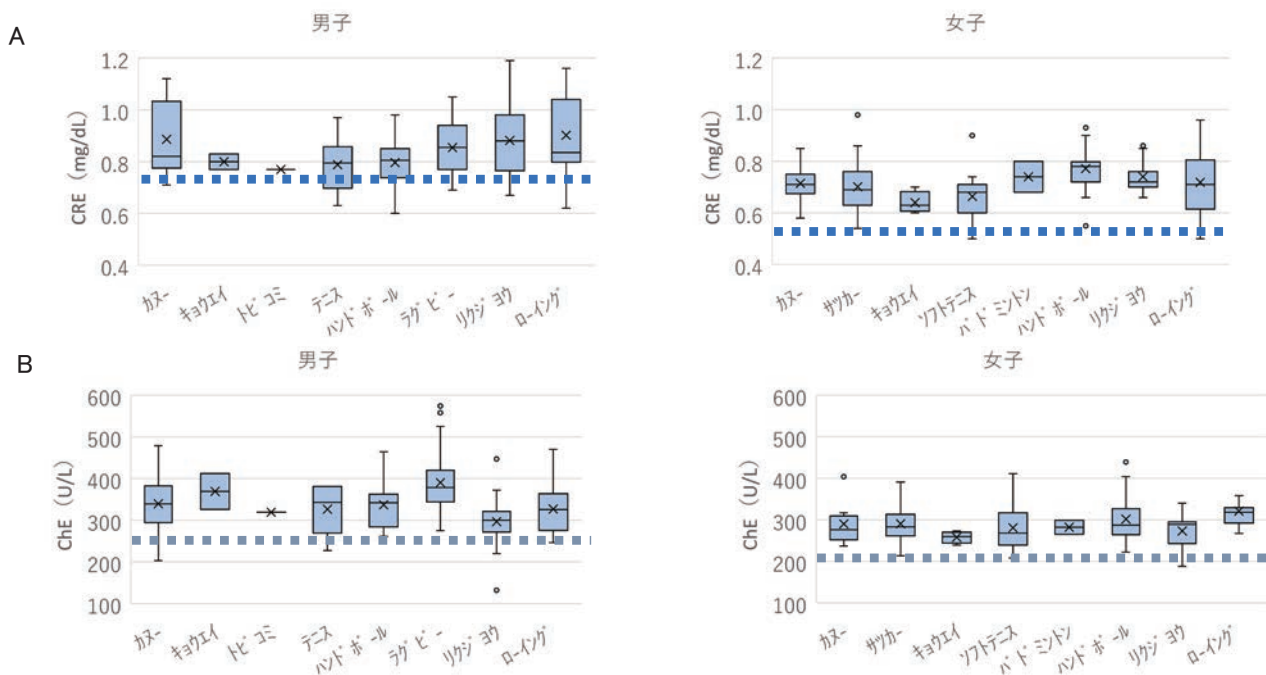 A
男子
CRE (mg/dL)
1.2
1.0
0.8
0.6
0.4
ｶﾇｰ
ｷｮｳｴｲ
ﾄﾋﾞｺﾐ
ﾃﾆｽ
ﾊﾝﾄﾞﾎﾞｰﾙ
ﾗｸﾞﾋﾞｰ
ﾘｸｼﾞﾖｳ
ﾛｰｲﾝｸﾞ
女子
CRE (mg/dL)
1.2
1.0
0.8
0.6
0.4
ｶﾇｰ
ｻﾂｶｰ
ｷｮｳｴｲ
ｿﾌﾄﾃﾆｽ
ﾊﾞﾄﾞﾐﾝﾄﾝ
ﾊﾝﾄﾞﾎﾞｰﾙ
ﾘｸｼﾞﾖｳ
ﾛｰｲﾝｸﾞ
B
男子
ChE (U/L)
600
500
400
300
200
100
ｶﾇｰ
ｷｮｳｴｲ
ﾄﾋﾞｺﾐ
ﾃﾆｽ
ﾊﾝﾄﾞﾎﾞｰﾙ
ﾗｸﾞﾋﾞｰ
ﾘｸｼﾞﾖｳ
ﾛｰｲﾝｸﾞ
女子
ChE (U/L)
600
500
400
300
200
100
ｶﾇｰ
ｻﾂｶｰ
ｷｮｳｴｲ
ｿﾌﾄﾃﾆｽ
ﾊﾞﾄﾞﾐﾝﾄﾝ
ﾊﾝﾄﾞﾎﾞｰﾙ
ﾘｸｼﾞﾖｳ
ﾛｰｲﾝｸﾞ